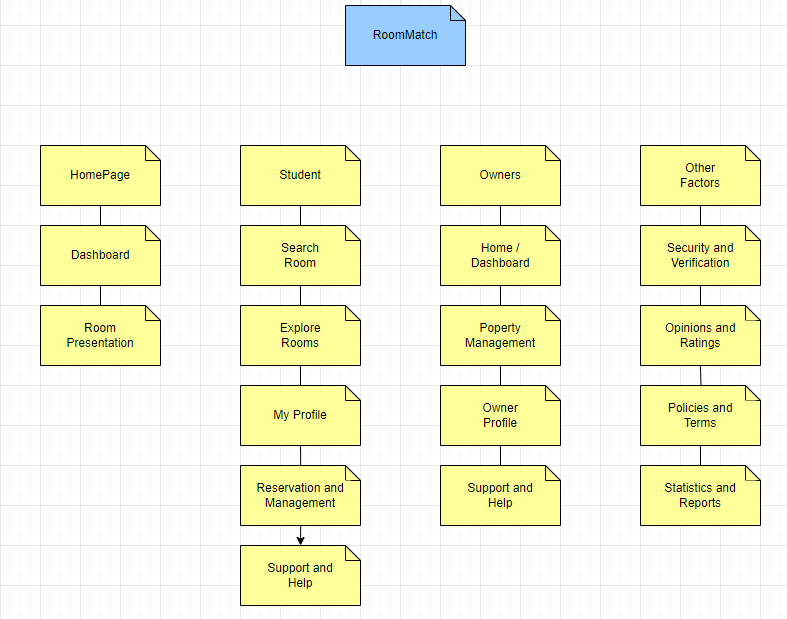 RoomMatch
HomePage
Student
Owners
Other
Factors
Dashboard
Search
Room
Home /
Dashboard
Security and
Verification
Room
Presentation
Explore
Rooms
Poperty
Management
Opinions and
Ratings
My Profile
Owner
Profile
Policies and
Terms
Reservation and
Management
Support and
Help
Statistics and
Reports
Support and
Help